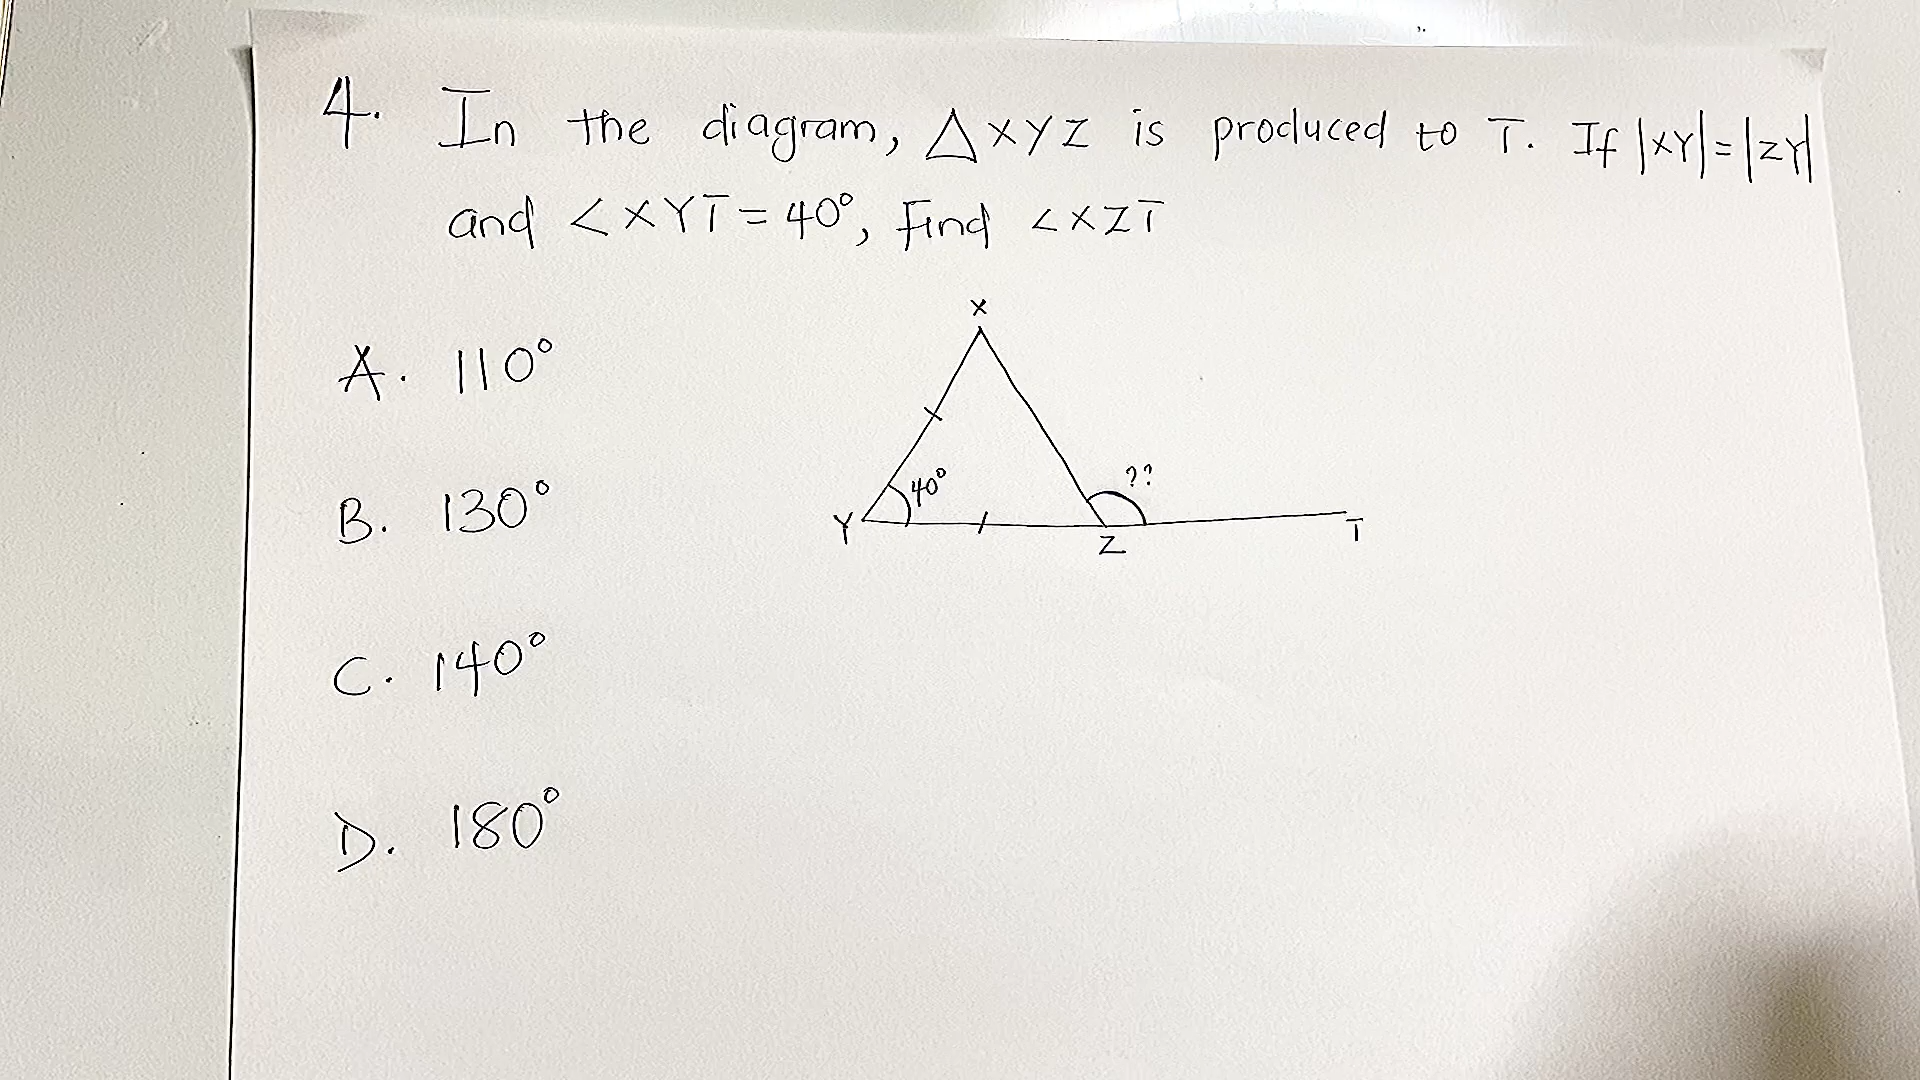 4. In the diagram, △XYZ is produced to T. If |XY|=|ZY|
and <XYT=40°, Find <XZT
X
A. 110°
40°
??
B. 130°
Y
Z
T
C. 140°
D. 180°